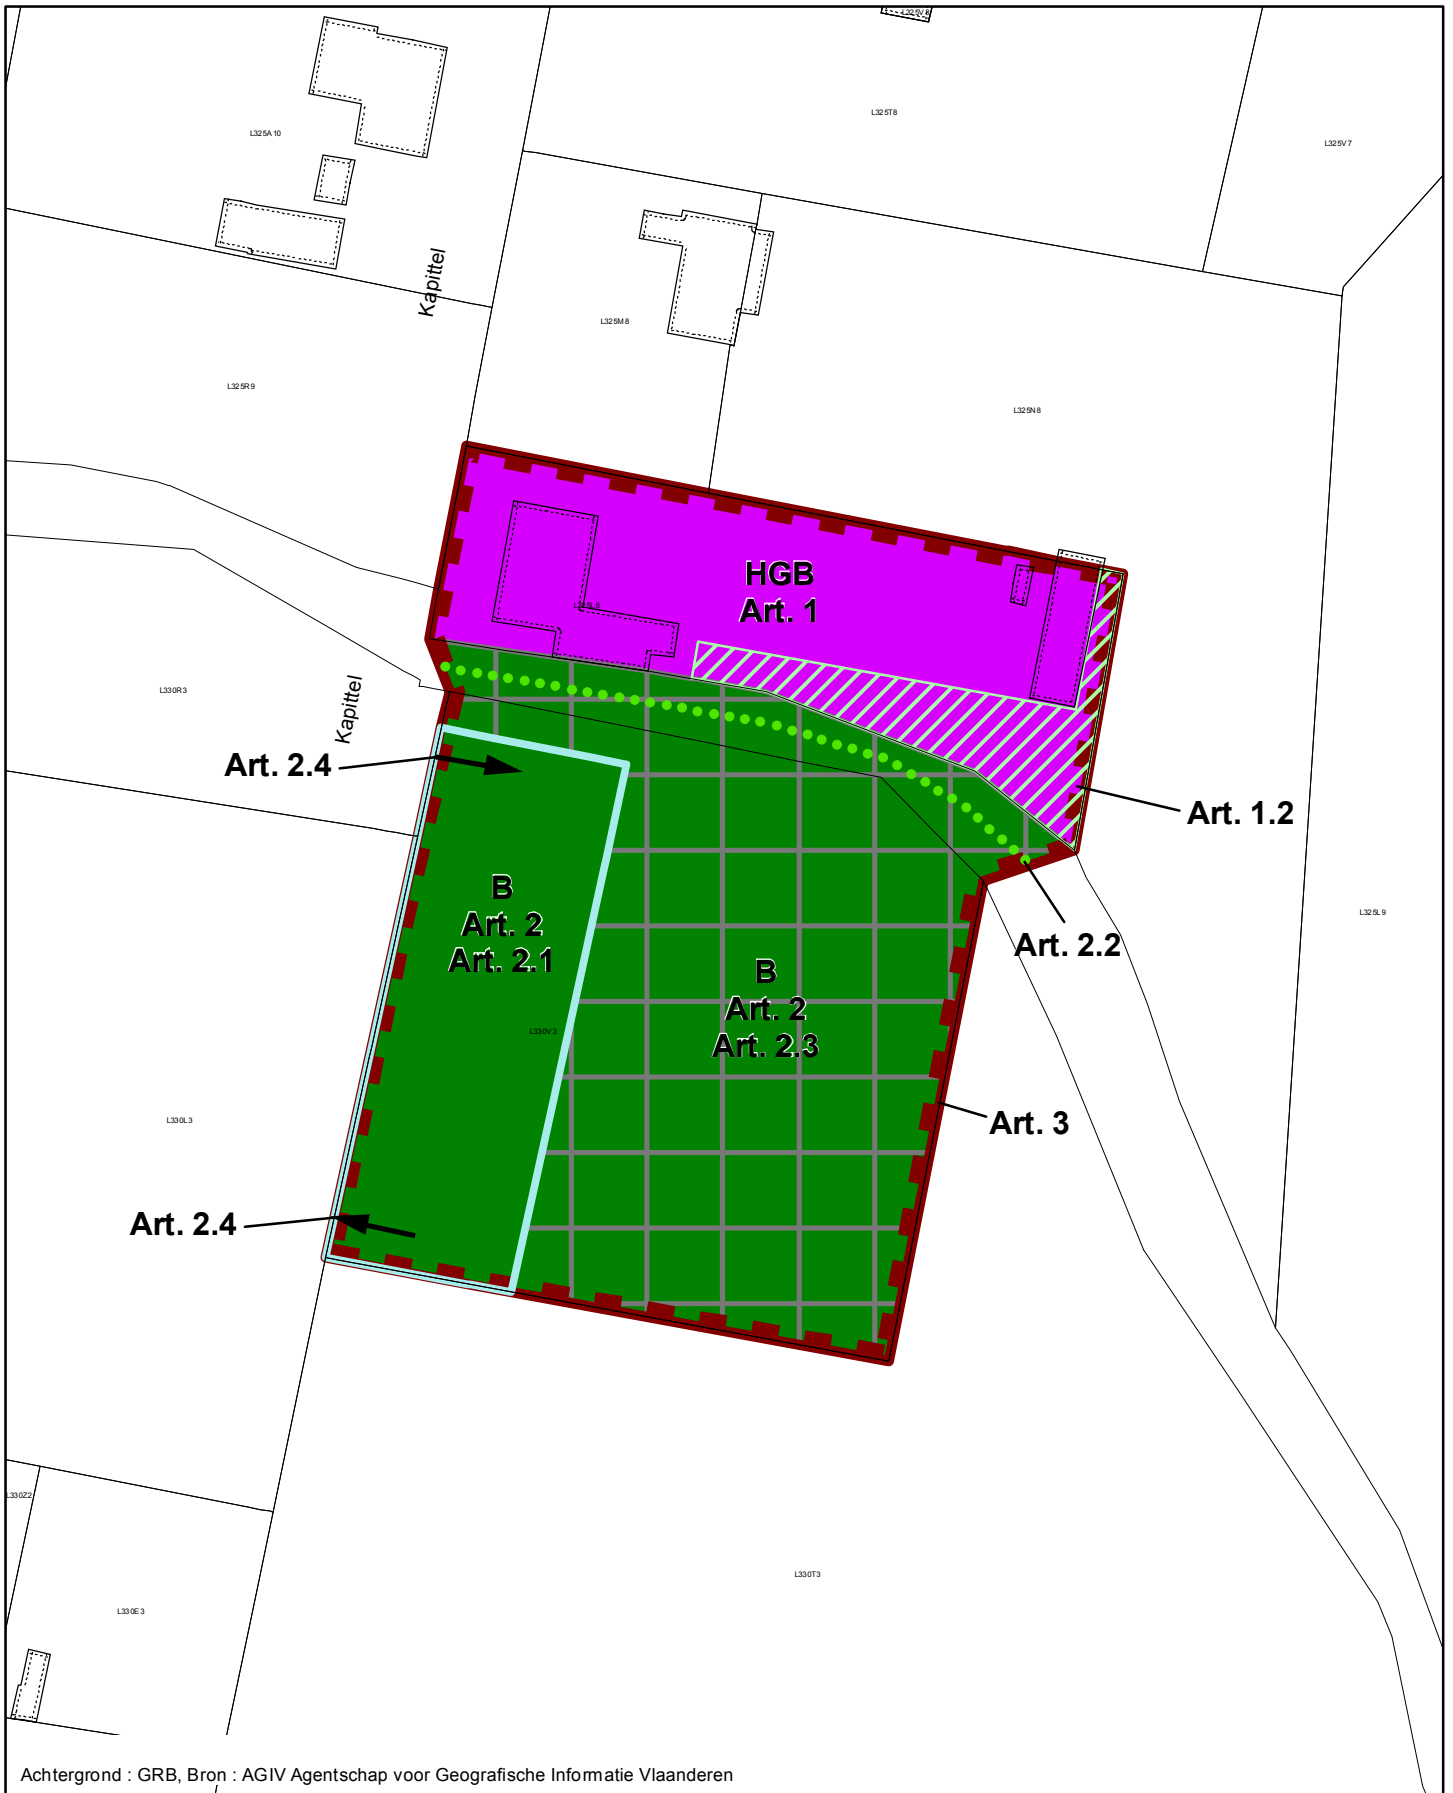 L325V8
L325T8
L325A10
L325V7
Kapittel
L325M8
L325R9
L325N8
HGB
Art. 1
L330R3
Kapittel
Art. 2.4
Art. 1.2
B
Art. 2
Art. 2.1
L325L9
Art. 2.2
B
Art. 2
Art. 2.3
L330V3
L330L3
Art. 3
Art. 2.4
L330Z2
L330T3
L330E3
Achtergrond : GRB, Bron : AGIV Agentschap voor Geografische Informatie Vlaanderen